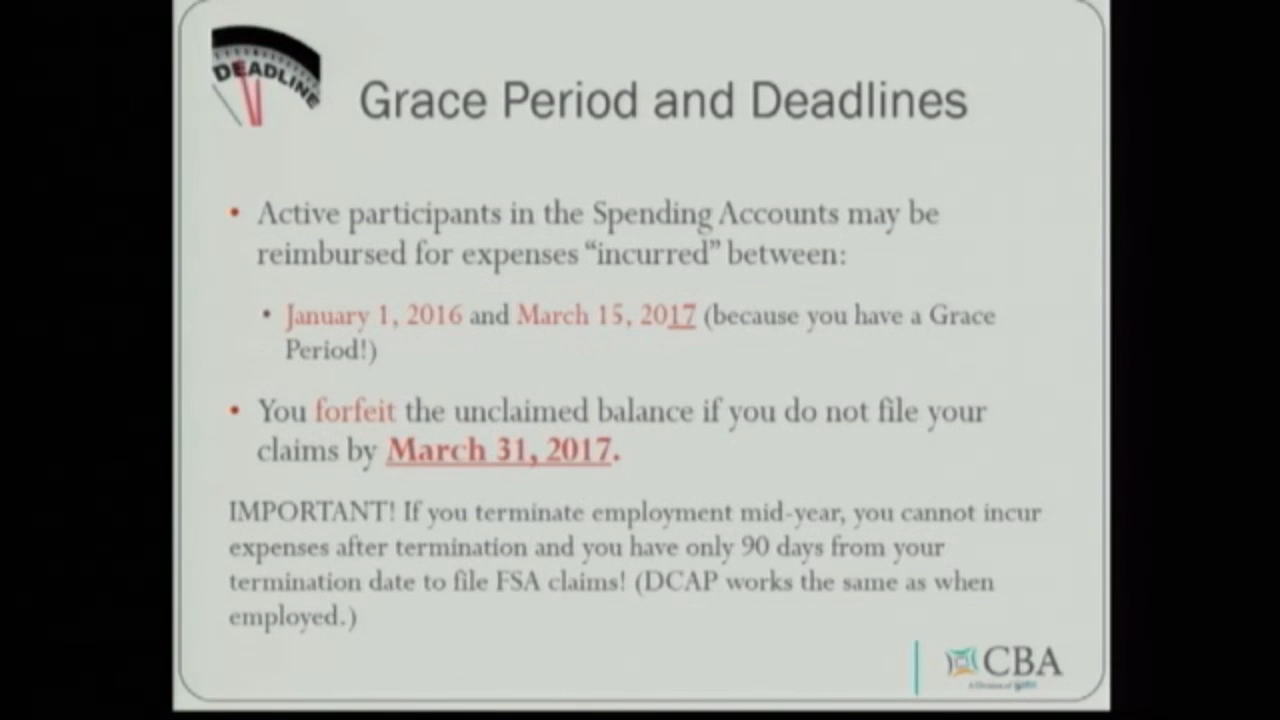 DEADLINE
Grace Period and Deadlines
• Active participants in the Spending Accounts may be
reimbursed for expenses “incurred” between:
• January 1, 2016 and March 15, 2017 (because you have a Grace
Period!)
• You forfeit the unclaimed balance if you do not file your
claims by March 31, 2017.
IMPORTANT! If you terminate employment mid-year, you cannot incur
expenses after termination and you have only 90 days from your
termination date to file FSA claims! (DCAP works the same as when
employed.)
CBA
A Division of